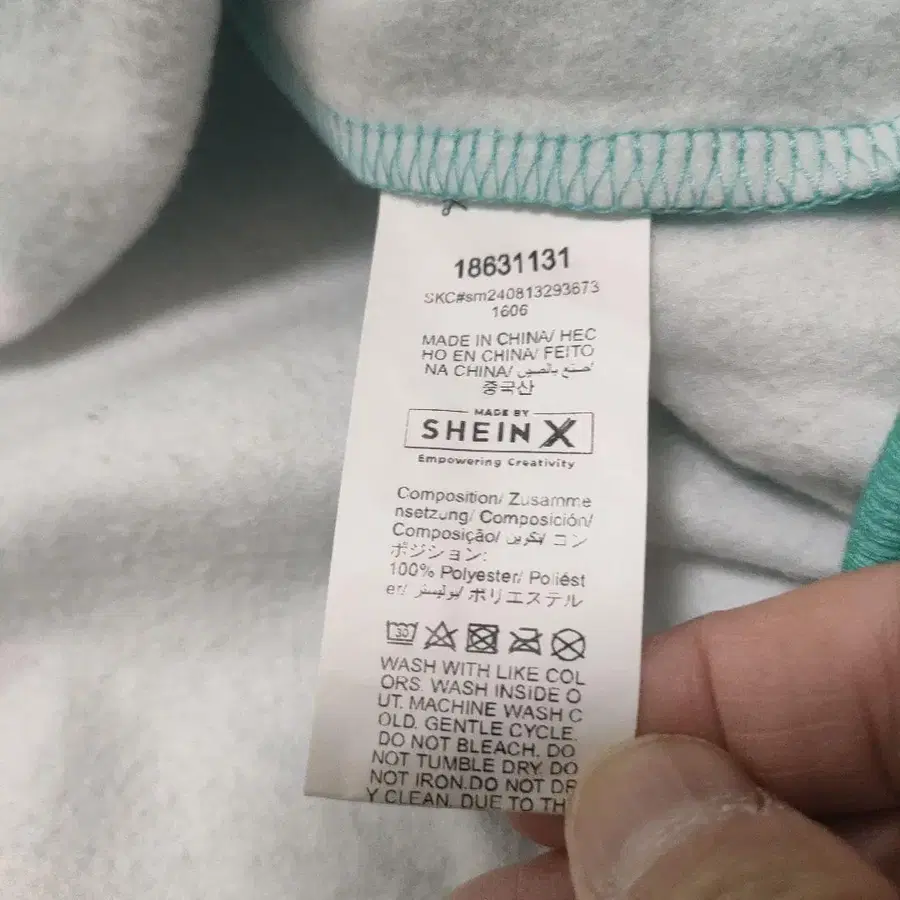 18631131
SKC#sm240813293673
1606
MADE IN CHINA/ HEC
HO EN CHINA/ FEITO
NA CHINA/ صنع بالصين/
중국산
MADE BY
SHEIN X
Empowering Creativity
Composition/ Zusamme
nsetzung/ Composición/
Composição/ تكوين/ コン
ポジション:
100% Polyester/ Poliést
er/ بوليستر/ ポリエステル
30
WASH WITH LIKE COL
ORS. WASH INSIDE O
UT. MACHINE WASH C
OLD. GENTLE CYCLE.
DO NOT BLEACH. DO
NOT TUMBLE DRY. DO
NOT IRON.DO NOT DR
Y CLEAN. DUE TO TH